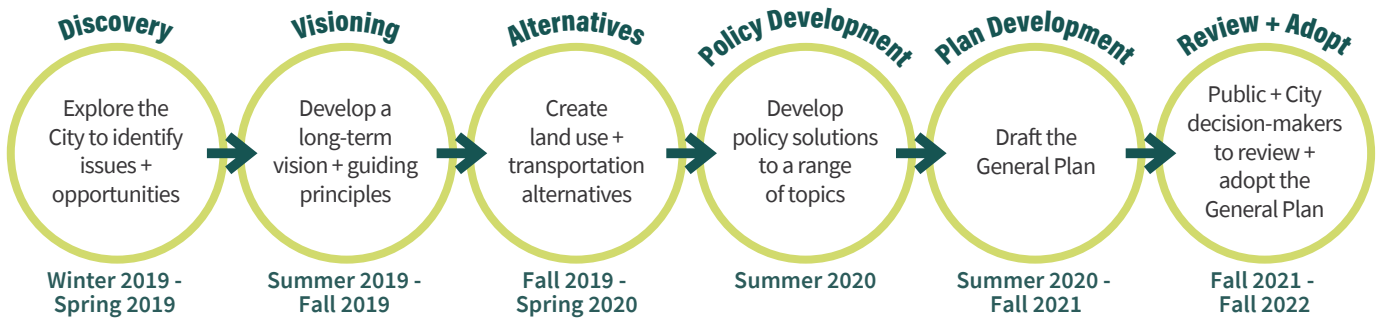 Discovery
Explore the
City to identify
issues +
opportunities
Winter 2019 -
Spring 2019
Visioning
Develop a
long-term
vision + guiding
principles
Summer 2019 -
Fall 2019
Alternatives
Create
land use +
transportation
alternatives
Fall 2019 -
Spring 2020
Policy Development
Develop
policy solutions
to a range
of topics
Summer 2020
Plan Development
Draft the
General Plan
Summer 2020 -
Fall 2021
Review + Adopt
Public + City
decision-makers
to review +
adopt the
General Plan
Fall 2021 -
Fall 2022